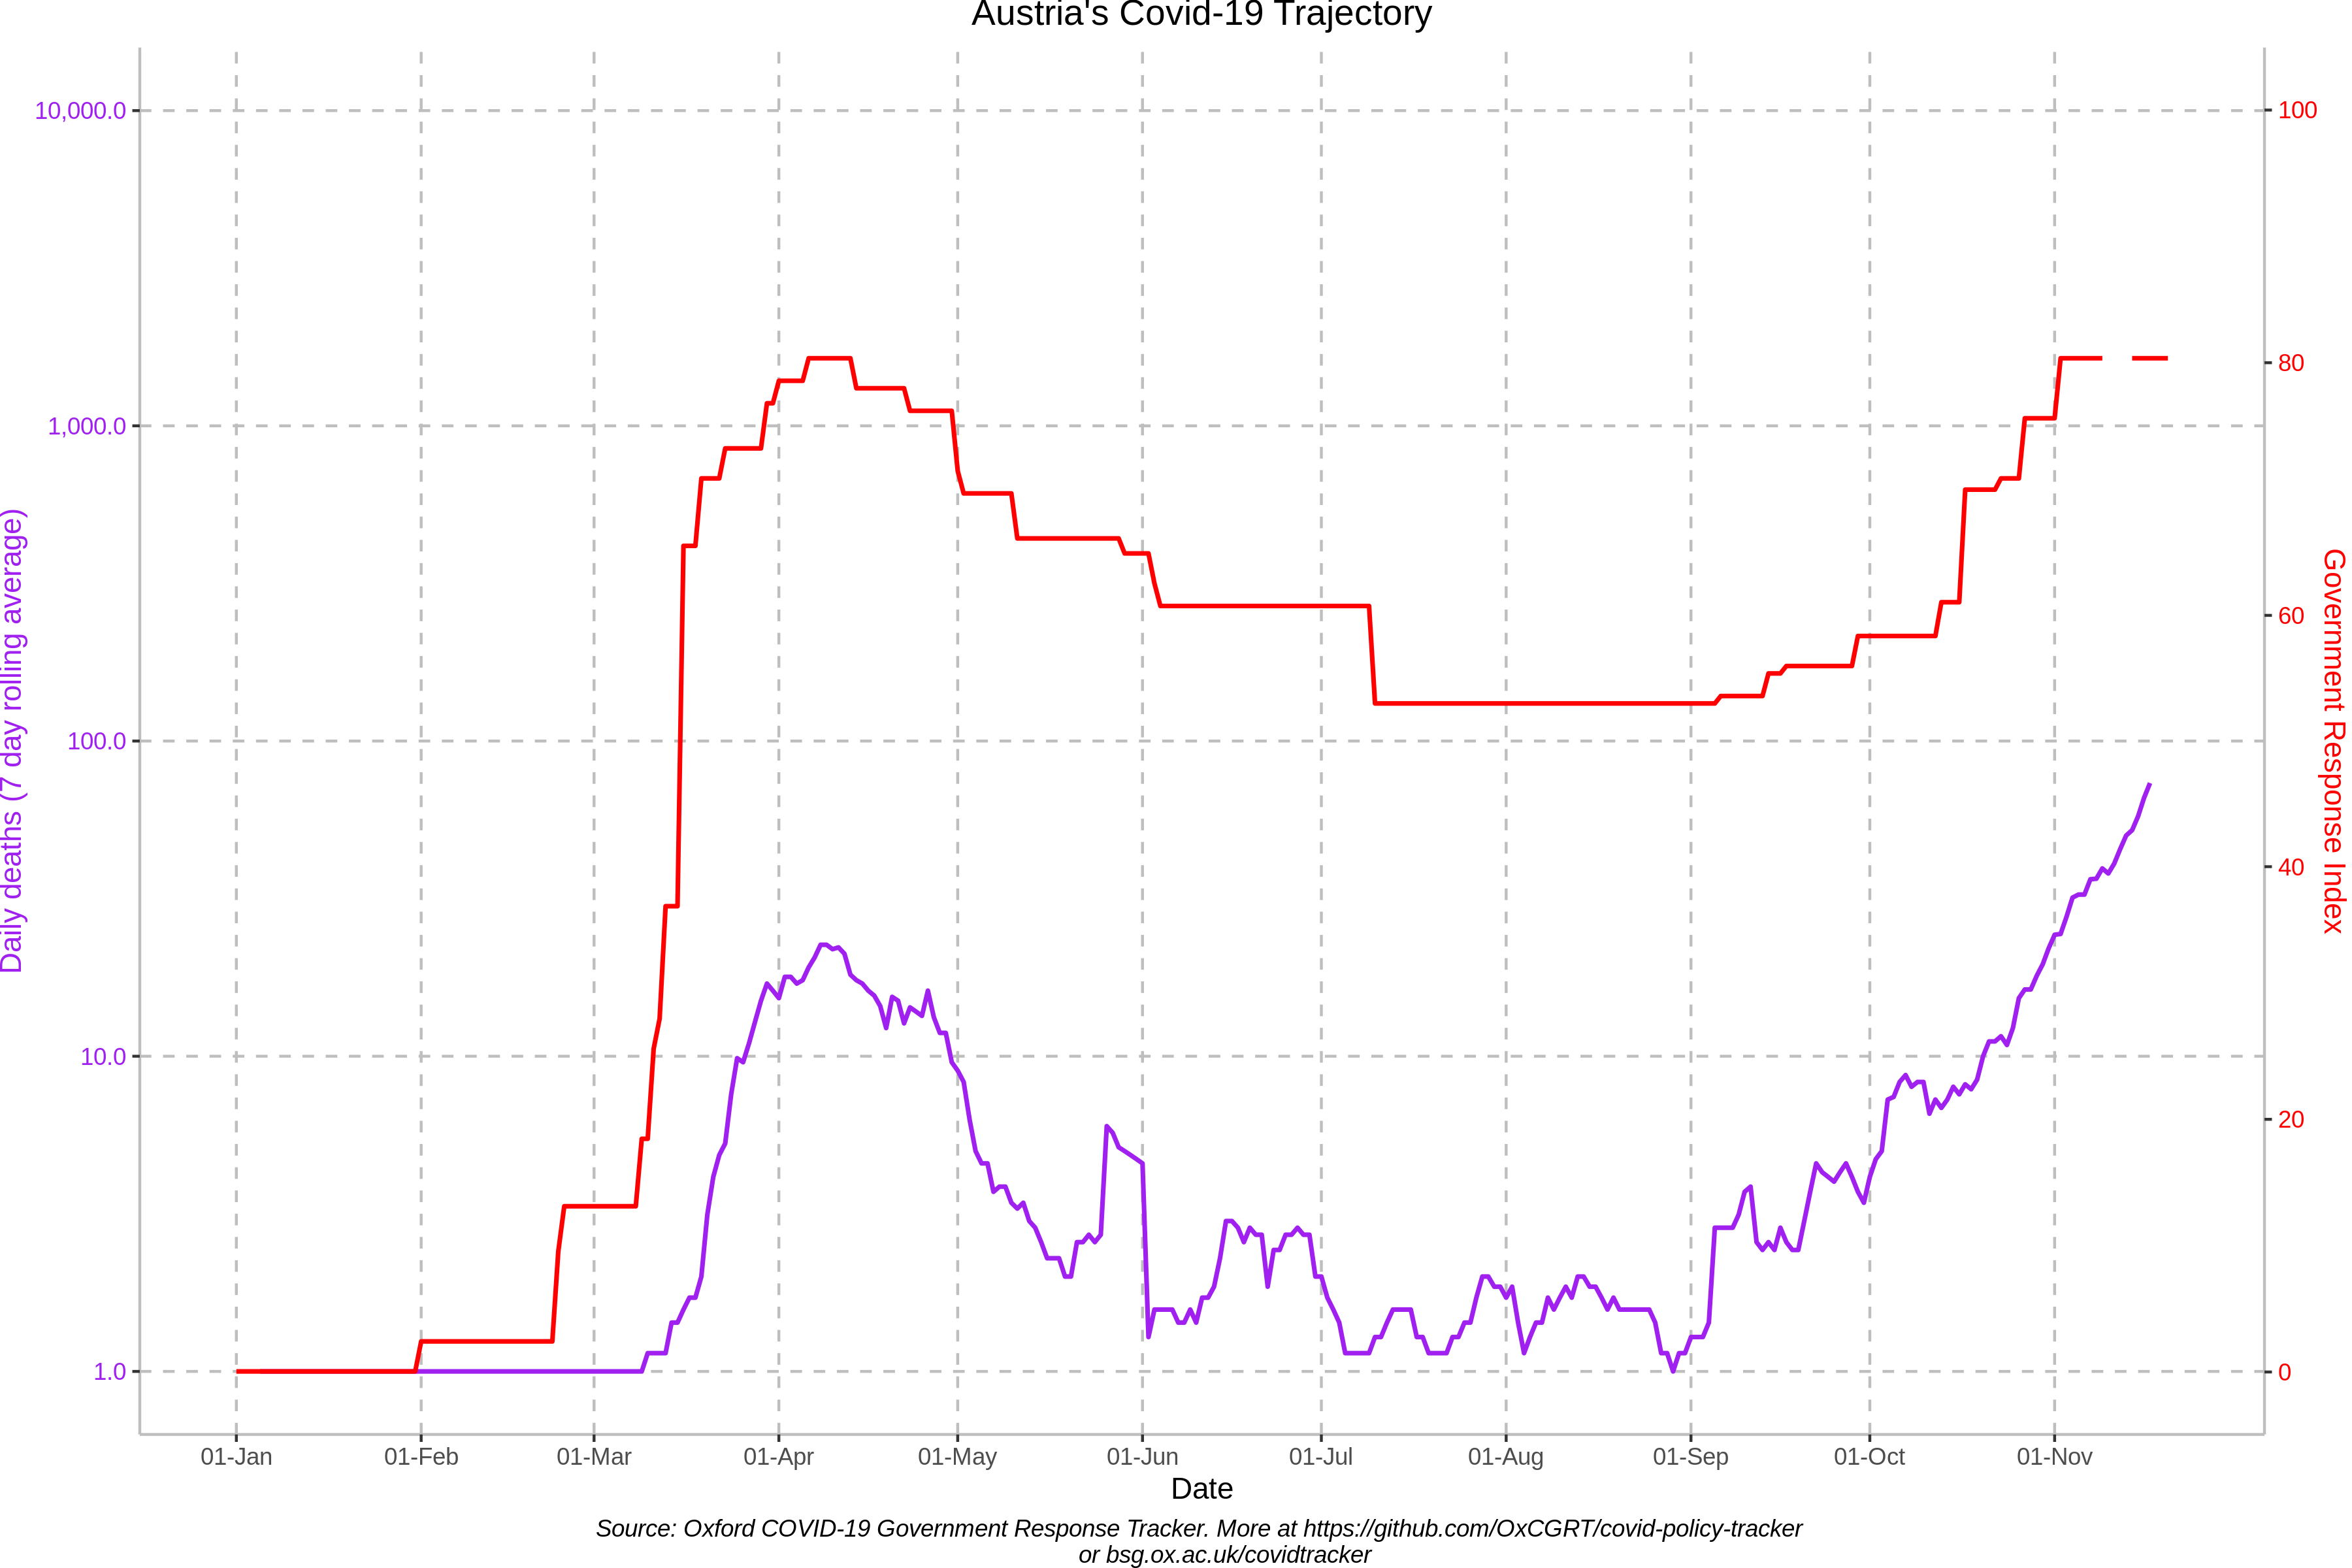 Austria's Covid-19 Trajectory
10,000.0
1,000.0
100.0
10.0
1.0
Daily deaths (7 day rolling average)
100
80
60
40
20
0
Government Response Index
01-Jan 01-Feb 01-Mar 01-Apr 01-May 01-Jun 01-Jul 01-Aug 01-Sep 01-Oct 01-Nov
Date
Source: Oxford COVID-19 Government Response Tracker. More at https://github.com/OxCGRT/covid-policy-tracker
or bsg.ox.ac.uk/covidtracker